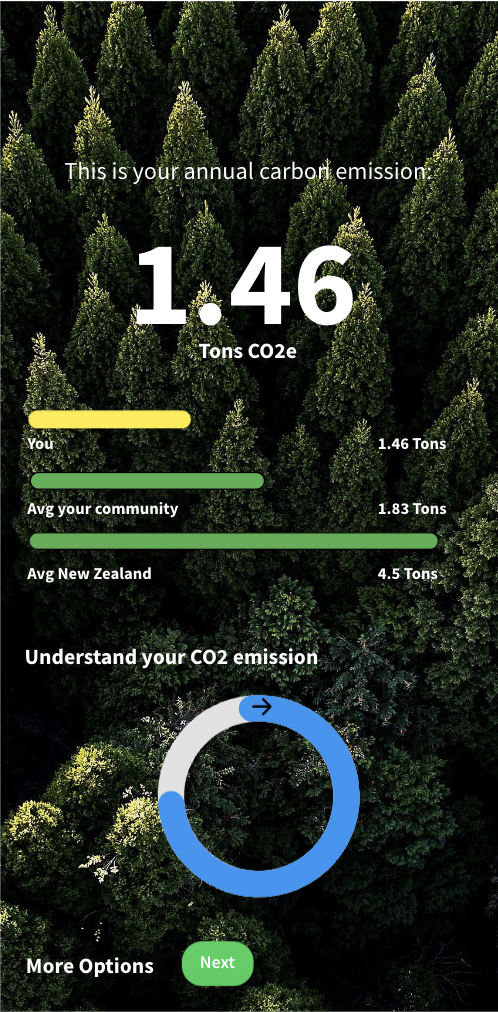 This is your annual carbon emission:
1.46
Tons CO2e
You 1.46 Tons
Avg your community 1.83 Tons
Avg New Zealand 4.5 Tons
Understand your CO2 emission
More Options Next